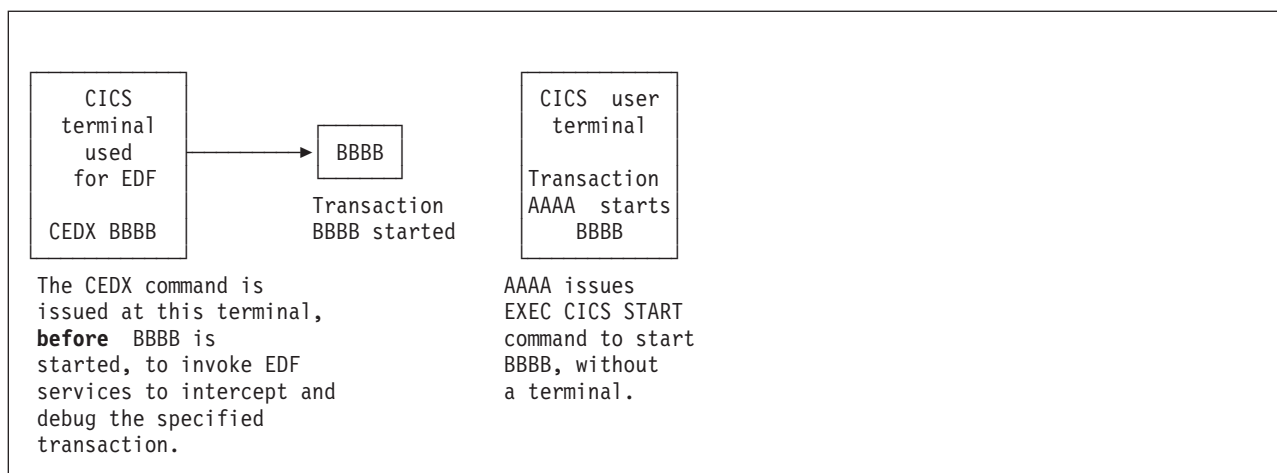 CICS
terminal
used
for EDF
CEDX BBBB
BBBB
Transaction
BBBB started
CICS user
terminal
Transaction
AAAA starts
BBBB
The CEDX command is
issued at this terminal,
before BBBB is
started, to invoke EDF
services to intercept and
debug the specified
transaction.
AAAA issues
EXEC CICS START
command to start
BBBB, without
a terminal.